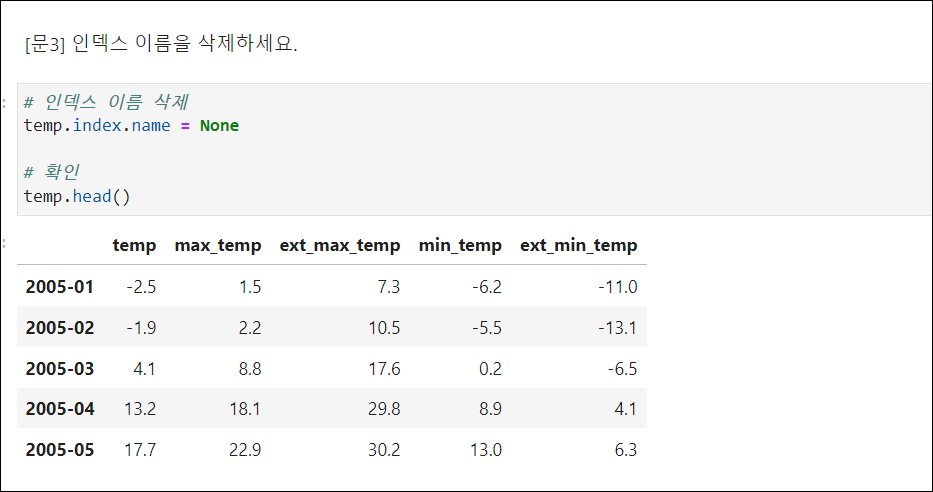 [문3] 인덱스 이름을 삭제하세요.
# 인덱스 이름 삭제
temp.index.name = None
# 확인
temp.head()
temp max_temp ext_max_temp min_temp ext_min_temp
2005-01 -2.5 1.5 7.3 -6.2 -11.0
2005-02 -1.9 2.2 10.5 -5.5 -13.1
2005-03 4.1 8.8 17.6 0.2 -6.5
2005-04 13.2 18.1 29.8 8.9 4.1
2005-05 17.7 22.9 30.2 13.0 6.3